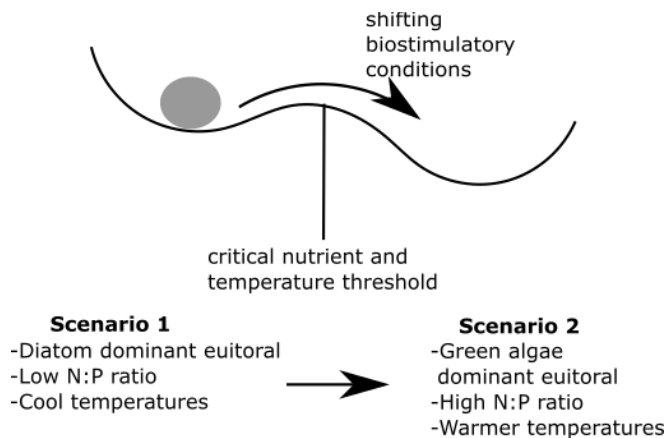 shifting
biostimulatory
conditions
critical nutrient and
temperature threshold
Scenario 1
-Diatom dominant euitoral
-Low N:P ratio
-Cool temperatures
Scenario 2
-Green algae
dominant euitoral
-High N:P ratio
-Warmer temperatures